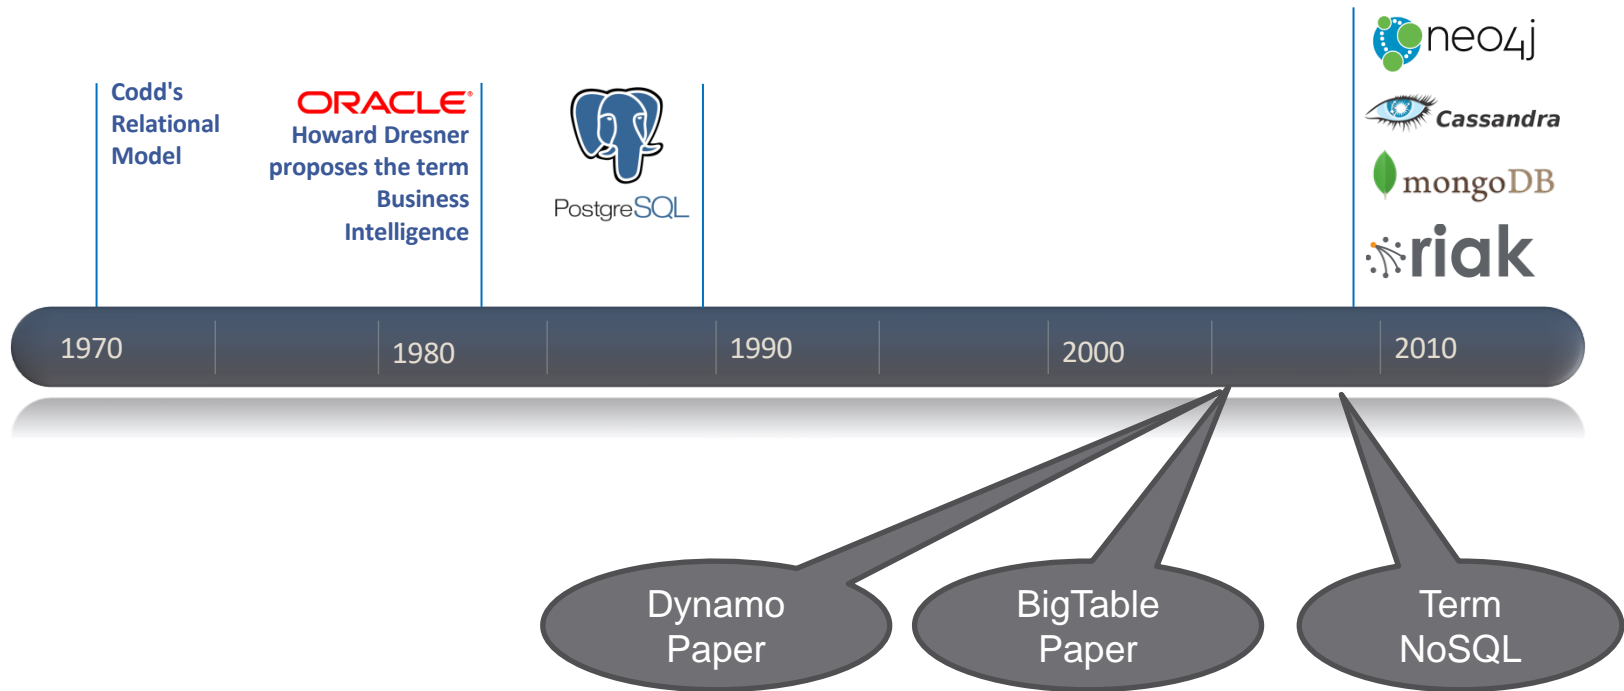 Codd's
Relational
Model
ORACLE®
Howard Dresner
proposes the term
Business
Intelligence
PostgreSQL
neo4j
Cassandra
mongoDB
riak
1970
1980
1990
2000
2010
Dynamo
Paper
BigTable
Paper
Term
NoSQL